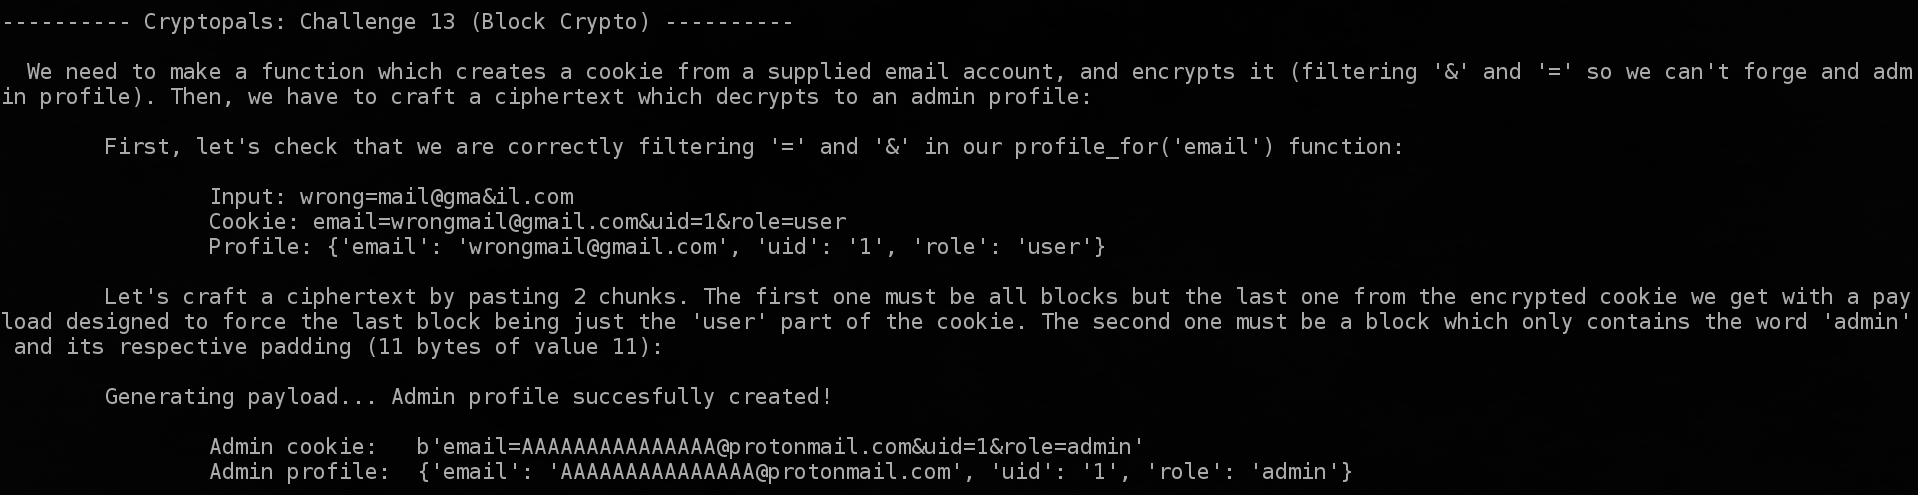 ---------- Cryptopals: Challenge 13 (Block Crypto) ----------
We need to make a function which creates a cookie from a supplied email account, and encrypts it (filtering '&' and '=' so we can't forge and adm
in profile). Then, we have to craft a ciphertext which decrypts to an admin profile:
First, let's check that we are correctly filtering '=' and '&' in our profile_for('email') function:
Input: wrong=mail@gma&il.com
Cookie: email=wrongmail@gmail.com&uid=1&role=user
Profile: {'email': 'wrongmail@gmail.com', 'uid': '1', 'role': 'user'}
Let's craft a ciphertext by pasting 2 chunks. The first one must be all blocks but the last one from the encrypted cookie we get with a pay
load designed to force the last block being just the 'user' part of the cookie. The second one must be a block which only contains the word 'admin'
and its respective padding (11 bytes of value 11):
Generating payload... Admin profile succesfully created!
Admin cookie: b'email=AAAAAAAAAAAAAAA@protonmail.com&uid=1&role=admin'
Admin profile: {'email': 'AAAAAAAAAAAAAAA@protonmail.com', 'uid': '1', 'role': 'admin'}